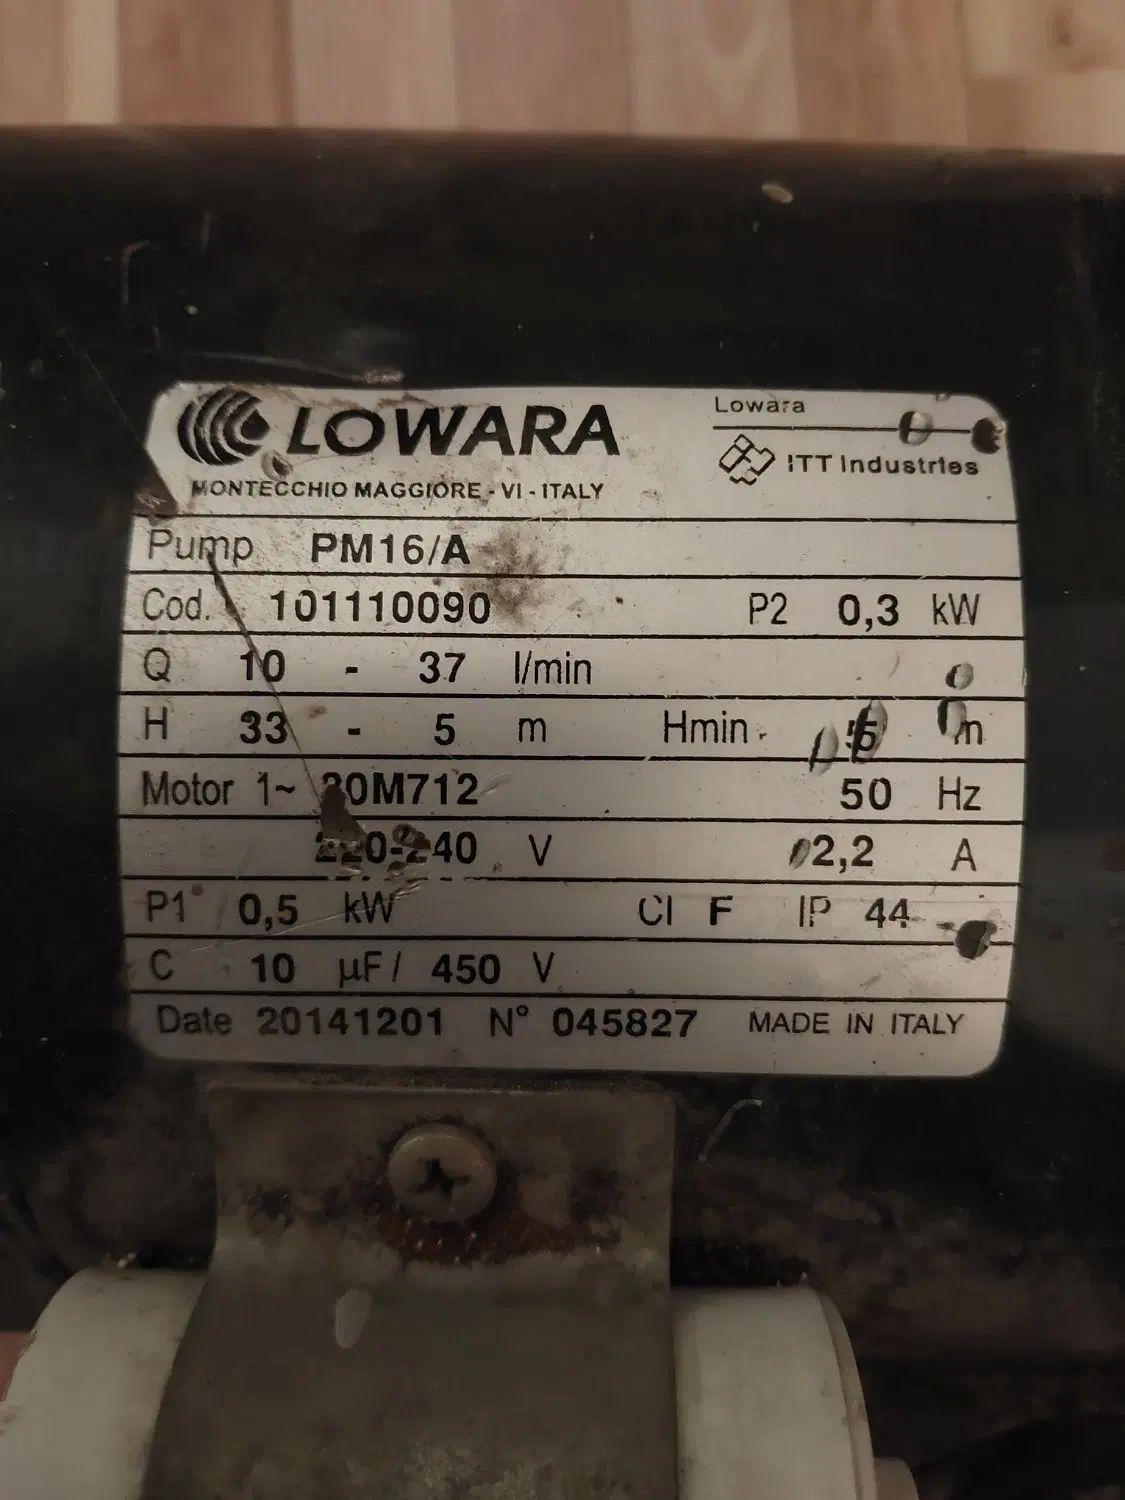 LOWARA
Lowara
ITT Industries
MONTECCHIO MAGGIORE - VI - ITALY
Pump PM16/A
Cod. 101110090 P2 0,3 kW
Q 10 - 37 l/min
H 33 - 5 m Hmin. 5 m
Motor 1~ 50 Hz
220-240 V 2,2 A
P1 0,5 kW Cl F IP 44
C 10 µF/ 450 V
Date 20141201 N° 045827 MADE IN ITALY